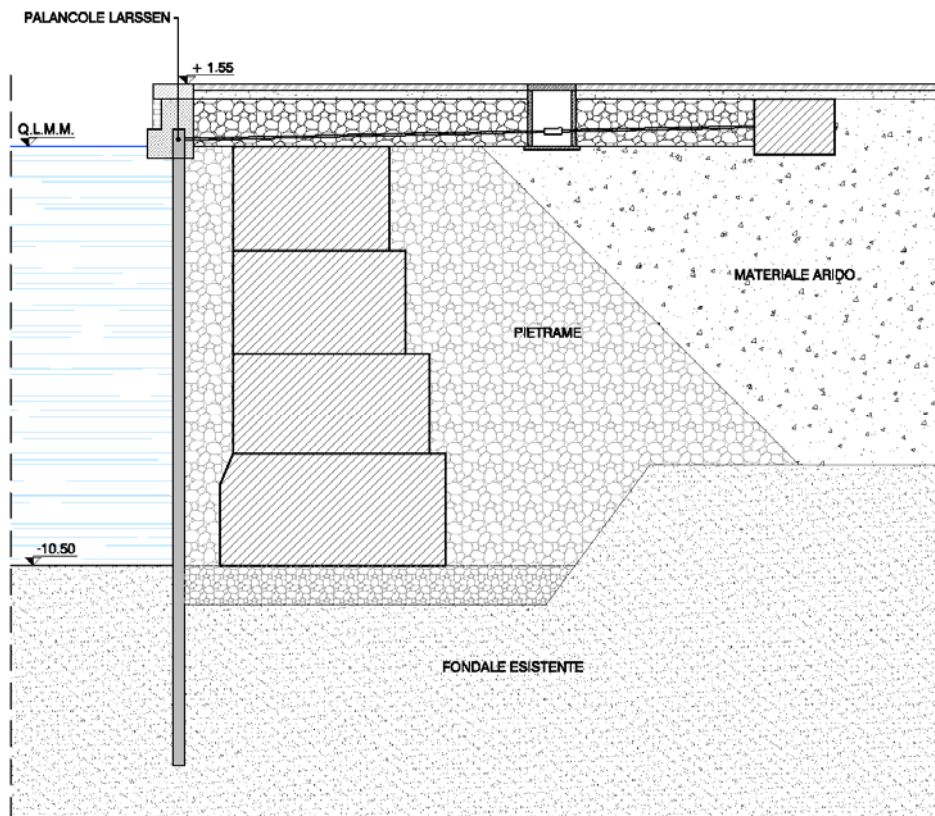 PALANCOLE LARSSEN
+ 1.55
Q.L.M.M.
MATERIALE ARIDO
PIETRAME
-10.50
FONDALE ESISTENTE